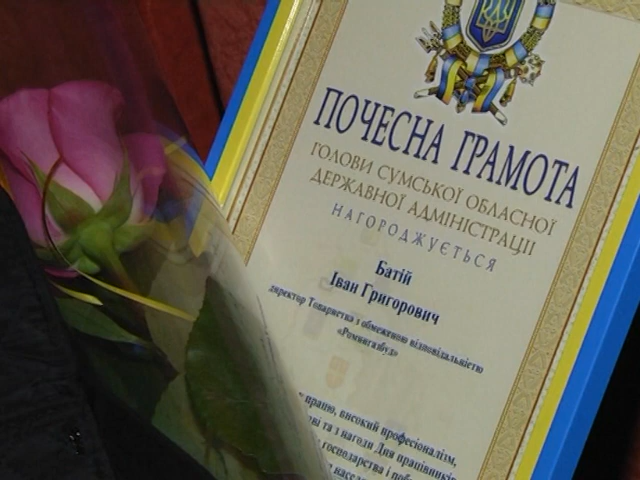 ПОЧЕСНА ГРАМОТА
ГОЛОВИ СУМСЬКОЇ ОБЛАСНОЇ
ДЕРЖАВНОЇ АДМІНІСТРАЦІЇ
НАГОРОДЖУЄТЬСЯ
Батій
Іван Григорович
директор Товариства з обмеженою відповідальністю
«Ромнигазбуд»
працю, високий професіоналізм,
та з нагоди Дня працівників
господарства і